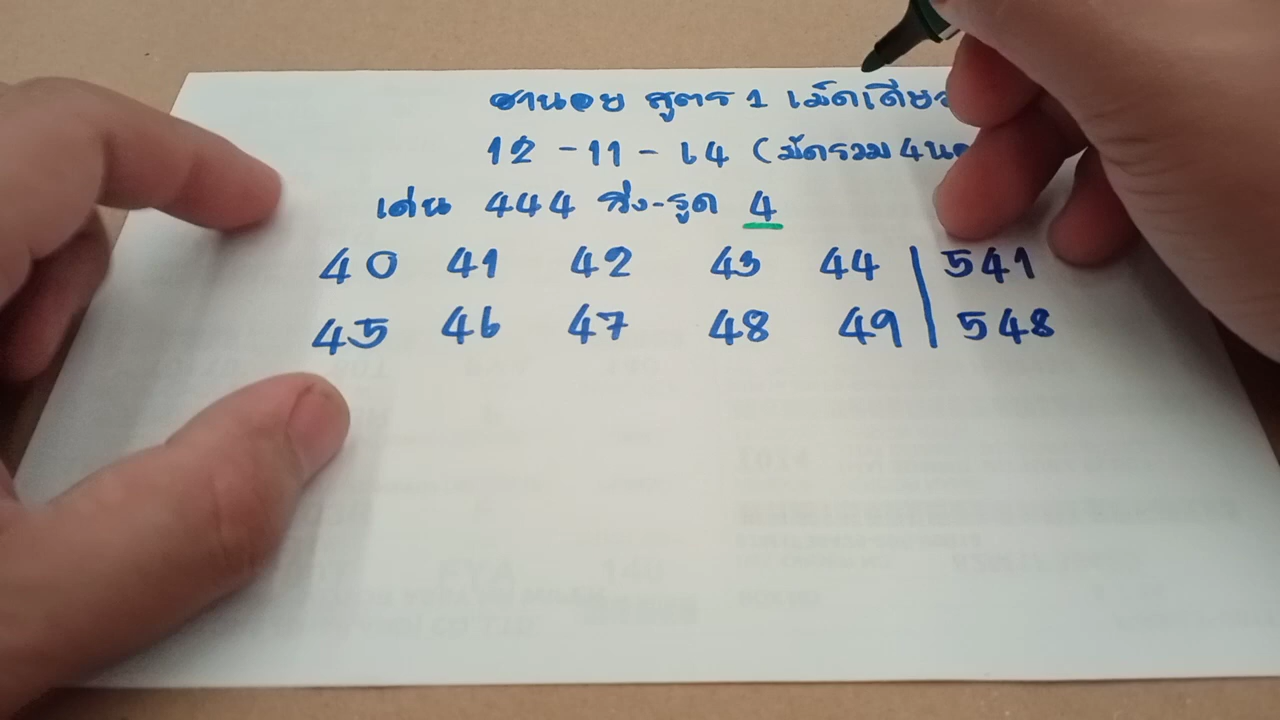 ฮานอย สูตร 1 เม็ดเดียว
12 - 11 - 64 (มัดรวม 4
เด่น 444 วิ่ง-รูด 4
40 41 42 43 44 | 541
45 46 47 48 49 | 548